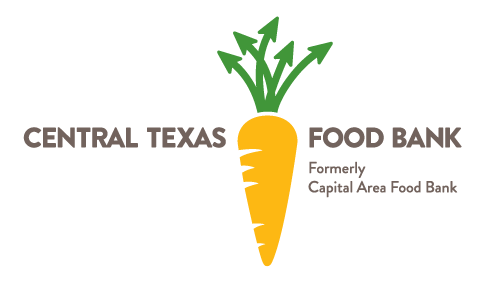 CENTRAL TEXAS FOOD BANK
Formerly
Capital Area Food Bank